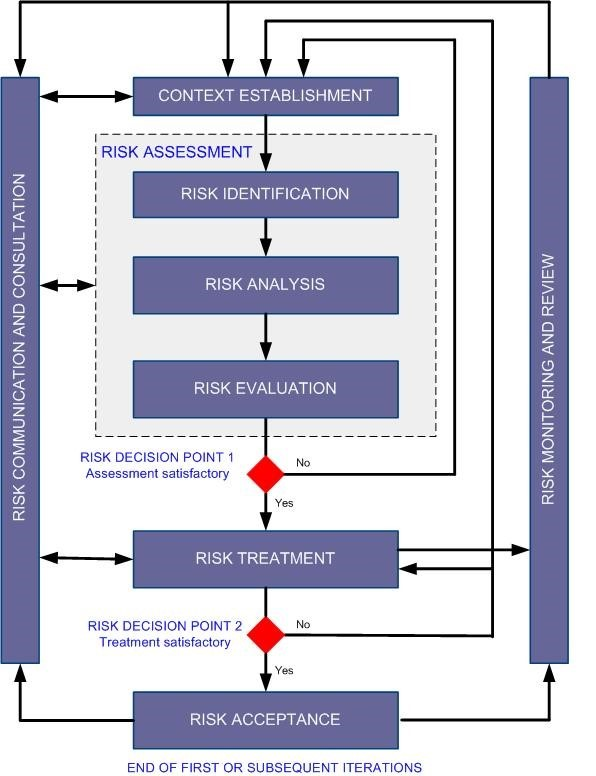 CONTEXT ESTABLISHMENT
RISK ASSESSMENT
RISK IDENTIFICATION
RISK ANALYSIS
RISK EVALUATION
RISK COMMUNICATION AND CONSULTATION
RISK MONITORING AND REVIEW
RISK DECISION POINT 1
Assessment satisfactory
No
Yes
RISK TREATMENT
RISK DECISION POINT 2
Treatment satisfactory
No
Yes
RISK ACCEPTANCE
END OF FIRST OR SUBSEQUENT ITERATIONS